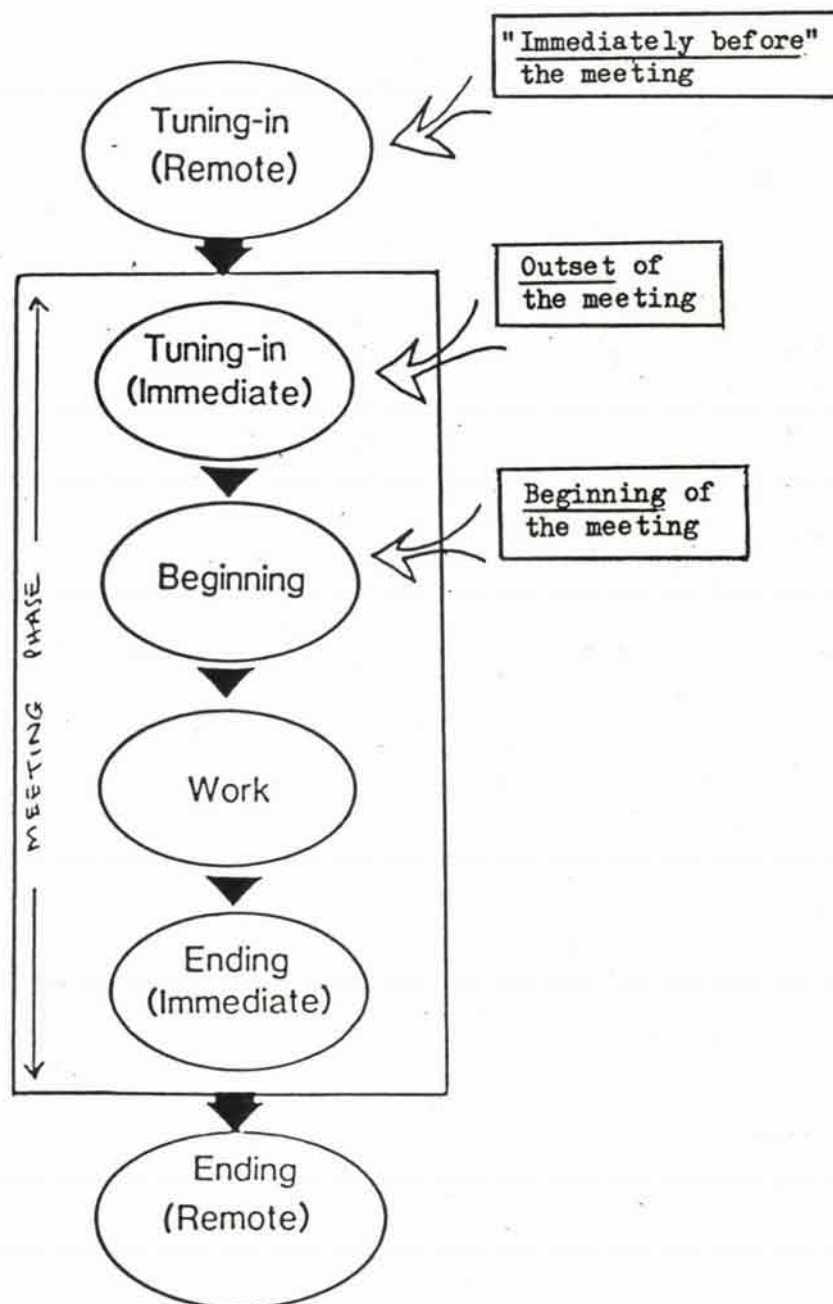 "Immediately before"
the meeting
Tuning-in
(Remote)
Outset of
the meeting
Tuning-in
(Immediate)
Beginning of
the meeting
Beginning
MEETING PHASE
Work
Ending
(Immediate)
Ending
(Remote)